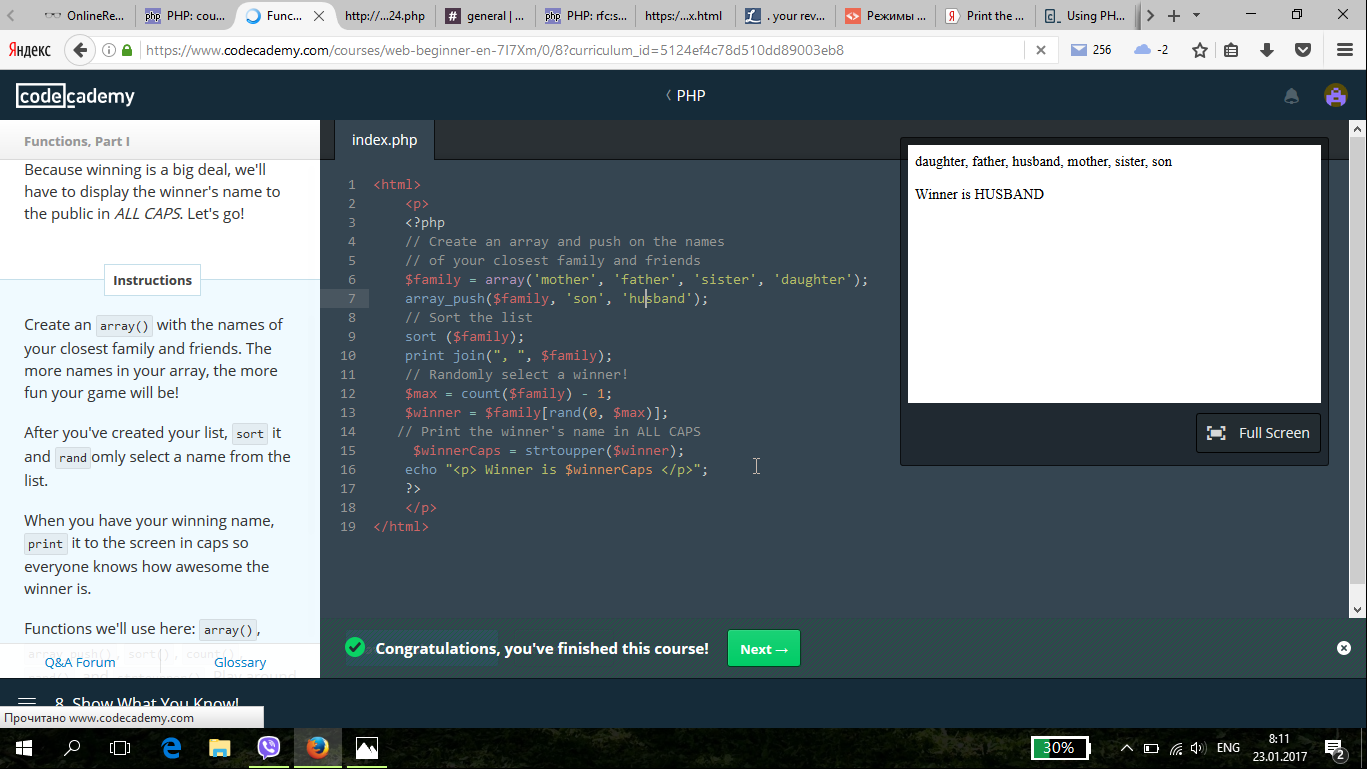 OnlineRe...
PHP: cou...
Func...
http://...24.php
general | ...
PHP: rfc:s...
https:/...x.html
. your rev...
Режимы ...
Print the ...
Using PH...
Яндекс
https://www.codecademy.com/courses/web-beginner-en-7I7Xm/0/8?curriculum_id=5124ef4c78d510dd89003eb8
256
-2
codecademy
PHP
Functions, Part I
Because winning is a big deal, we'll
have to display the winner's name to
the public in ALL CAPS. Let's go!
Instructions
Create an array() with the names of
your closest family and friends. The
more names in your array, the more
fun your game will be!
After you've created your list, sort it
and randomly select a name from the
list.
When you have your winning name,
print it to the screen in caps so
everyone knows how awesome the
winner is.
Functions we'll use here: array(),
Q&A Forum
Glossary
index.php
1 <html>
2 <p>
3 <?php
4 // Create an array and push on the names
5 // of your closest family and friends
6 $family = array('mother', 'father', 'sister', 'daughter');
7 array_push($family, 'son', 'husband');
8 // Sort the list
9 sort ($family);
10 print join(", ", $family);
11 // Randomly select a winner!
12 $max = count($family) - 1;
13 $winner = $family[rand(0, $max)];
14 // Print the winner's name in ALL CAPS
15 $winnerCaps = strtoupper($winner);
16 echo "<p> Winner is $winnerCaps </p>";
17 ?>
18 </p>
19 </html>
daughter, father, husband, mother, sister, son
Winner is HUSBAND
Full Screen
Congratulations, you've finished this course!
Next →
8. Show What You Know!
Прочитано www.codecademy.com
30%
ENG
8:11
23.01.2017
2